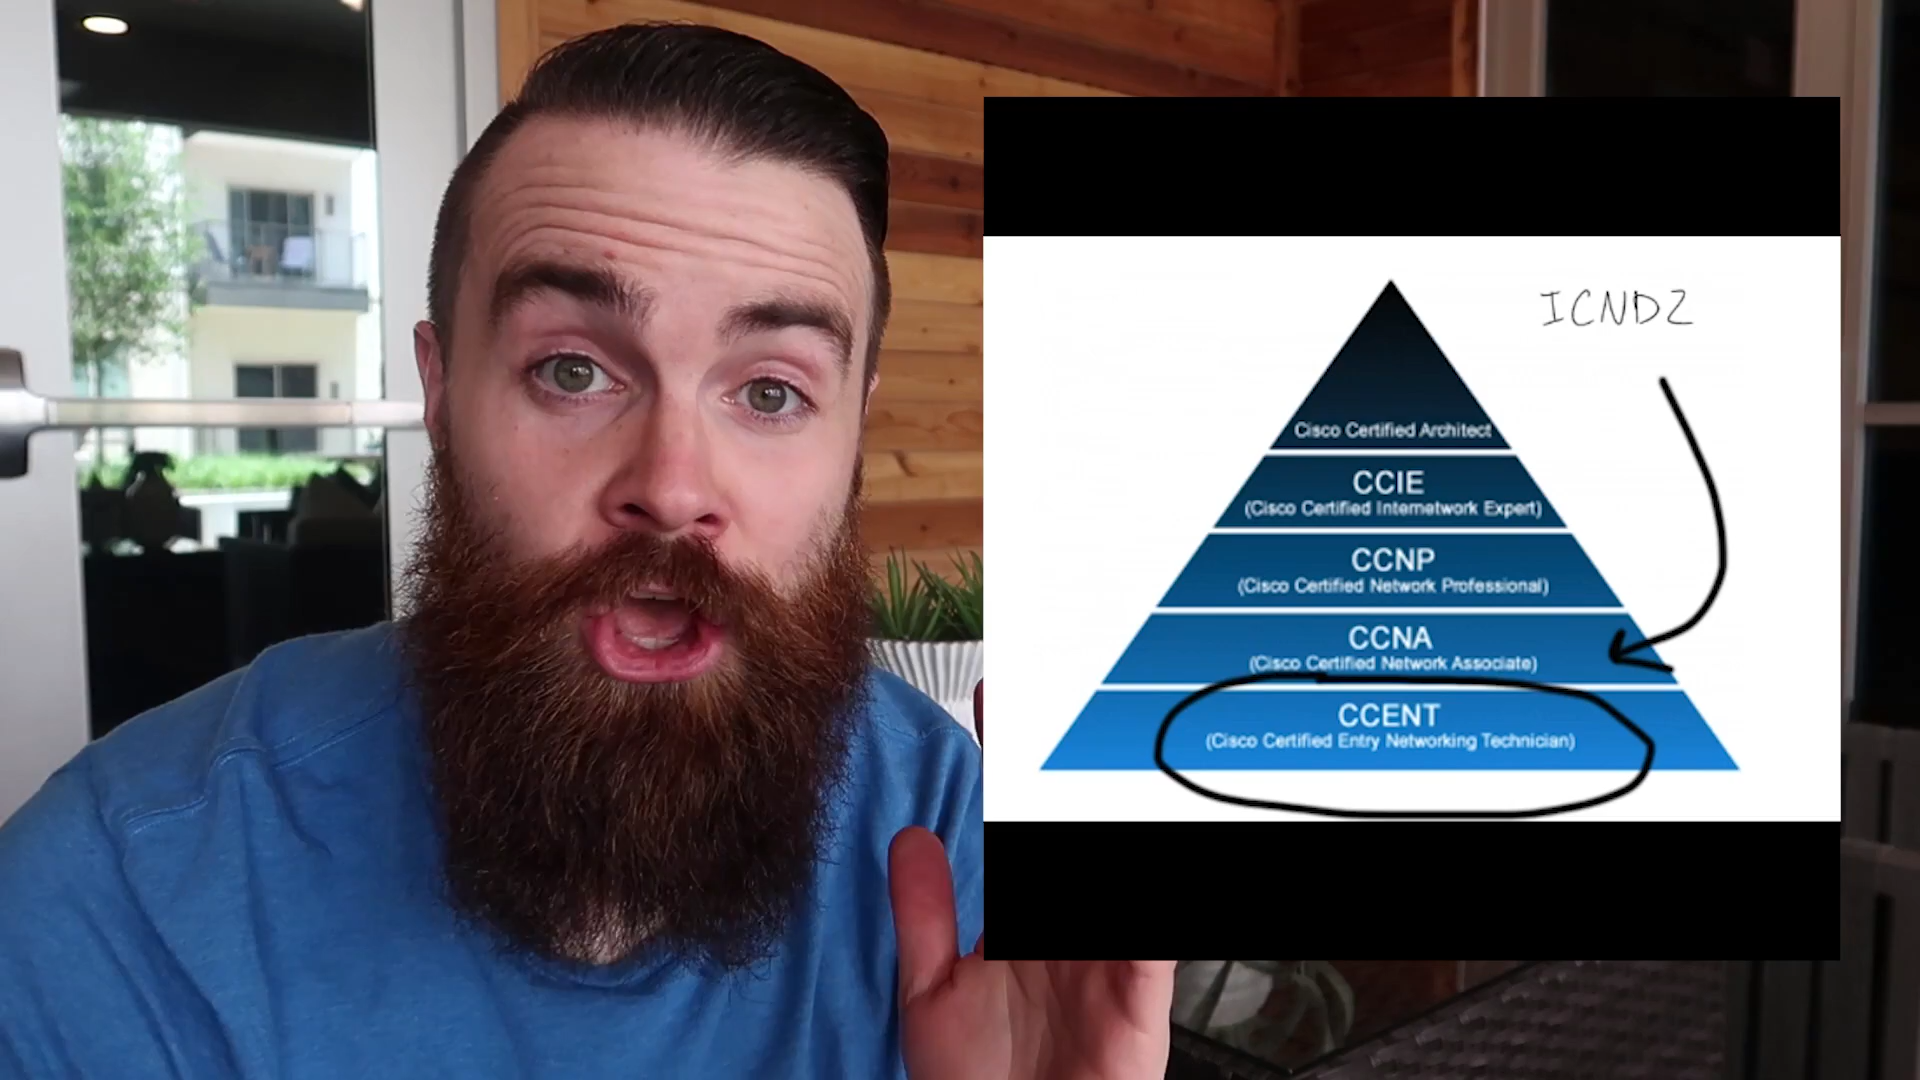 ICND2
Cisco Certified Architect
CCIE
(Cisco Certified Internetwork Expert)
CCNP
(Cisco Certified Network Professional)
CCNA
(Cisco Certified Network Associate)
CCENT
(Cisco Certified Entry Networking Technician)